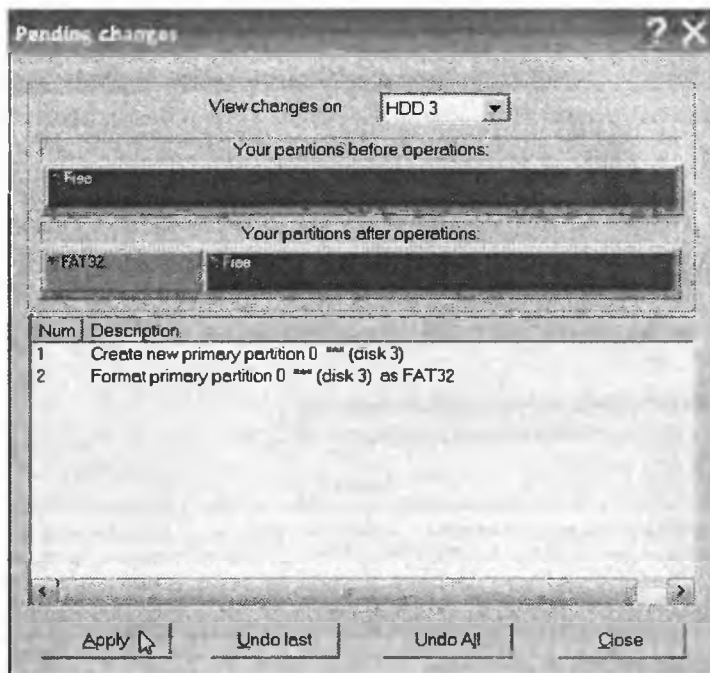 Pending changes
View changes on HDD 3
Your partitions before operations:
* Free
Your partitions after operations:
* FAT32 * Free
Num Description
1 Create new primary partition 0 "*" (disk 3)
2 Format primary partition 0 "*" (disk 3) as FAT32
Apply Undo last Undo All Close